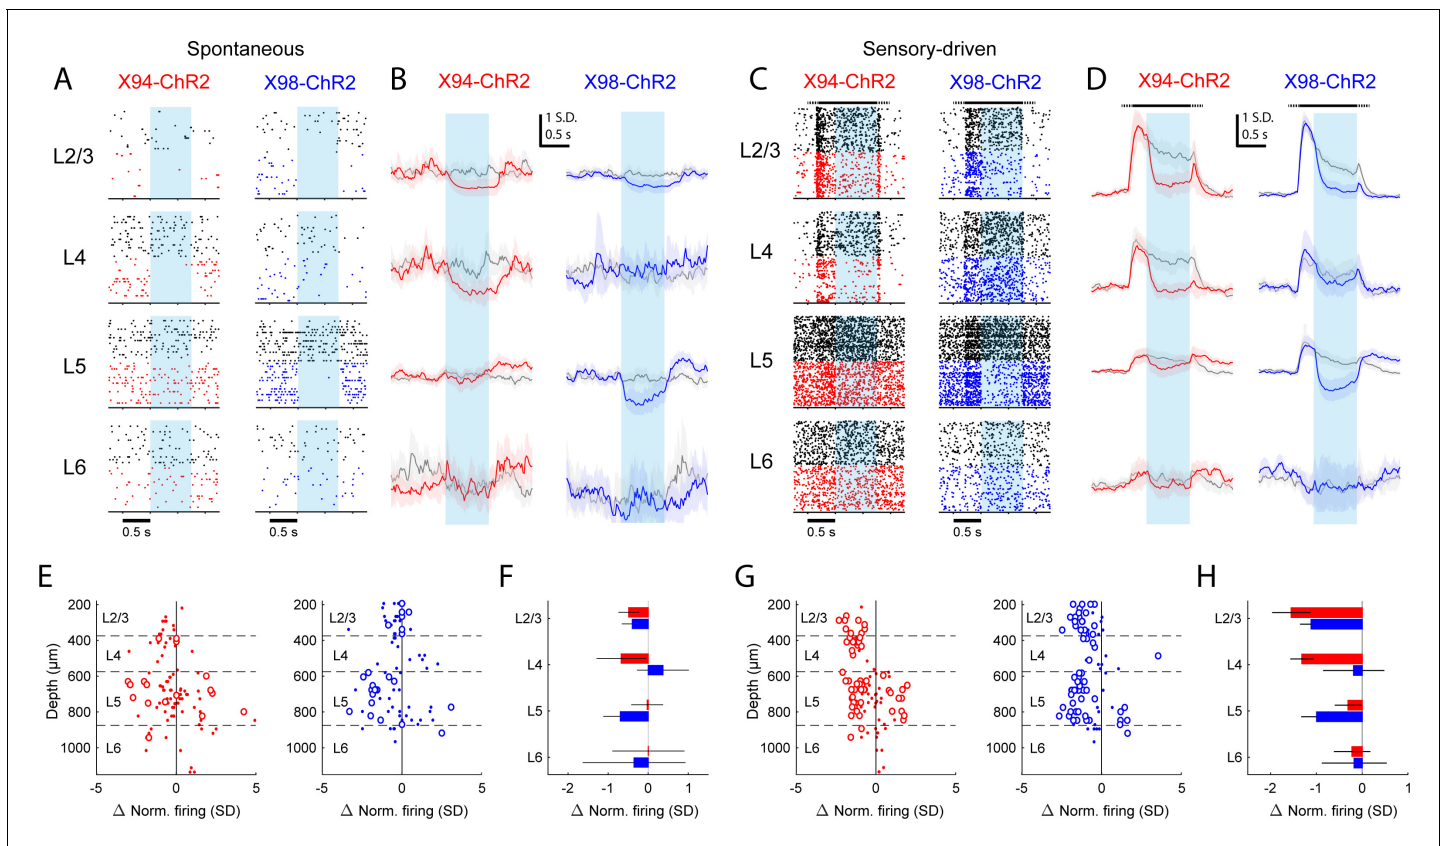 Spontaneous
Sensory-driven
A X94-ChR2 X98-ChR2
B X94-ChR2 X98-ChR2
C X94-ChR2 X98-ChR2
D X94-ChR2 X98-ChR2
1 S.D.
0.5 s
1 S.D.
0.5 s
L2/3
L4
L5
L6
L2/3
L4
L5
L6
0.5 s
0.5 s
0.5 s
0.5 s
E
200
400
600
800
1000
Depth (µm)
L2/3
L4
L5
L6
-5 0 5
Δ Norm. firing (SD)
200
400
600
800
1000
L2/3
L4
L5
L6
-5 0 5
Δ Norm. firing (SD)
F
L2/3
L4
L5
L6
-2 -1 0 1
Δ Norm. firing (SD)
G
200
400
600
800
1000
Depth (µm)
L2/3
L4
L5
L6
-5 0 5
Δ Norm. firing (SD)
200
400
600
800
1000
L2/3
L4
L5
L6
-5 0 5
Δ Norm. firing (SD)
H
L2/3
L4
L5
L6
-2 -1 0 1
Δ Norm. firing (SD)